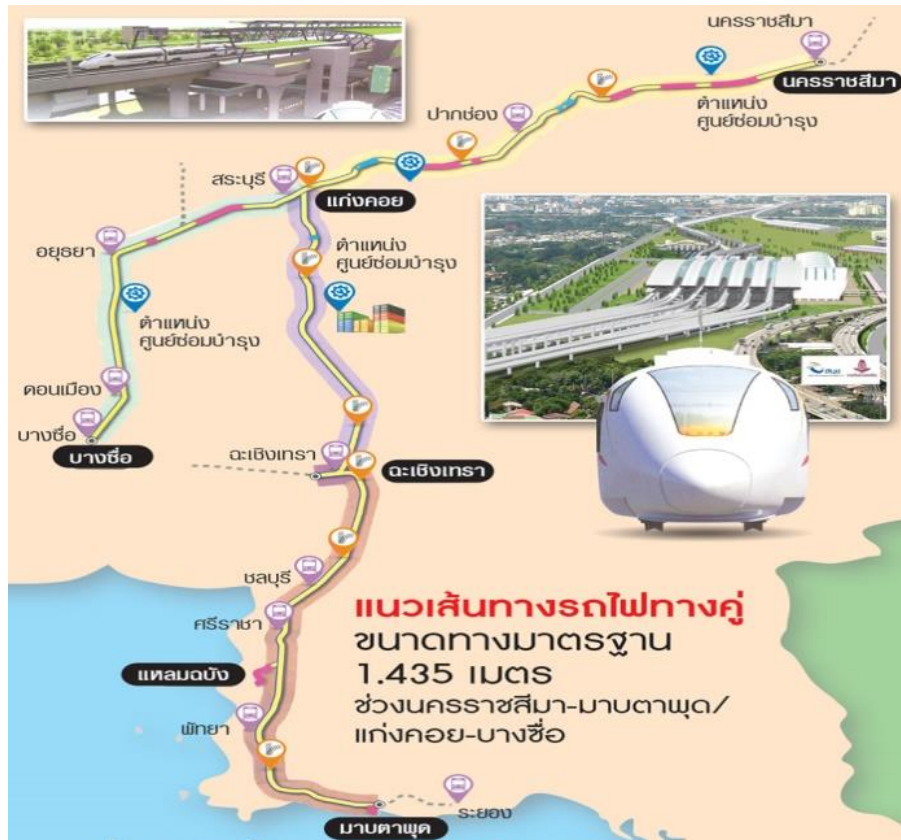 นครราชสีมา
นครราชสีมา
ตำแหน่ง
ศูนย์ซ่อมบำรุง
ปากช่อง
สระบุรี
แก่งคอย
อยุธยา
ตำแหน่ง
ศูนย์ซ่อมบำรุง
ตำแหน่ง
ศูนย์ซ่อมบำรุง
ดอนเมือง
บางซื่อ
บางซื่อ
ฉะเชิงเทรา
ฉะเชิงเทรา
ชลบุรี
ศรีราชา
แหลมฉบัง
พัทยา
แนวเส้นทางรถไฟทางคู่
ขนาดทางมาตรฐาน
1.435 เมตร
ช่วงนครราชสีมา-มาบตาพุด/
แก่งคอย-บางซื่อ
ระยอง
มาบตาพุด